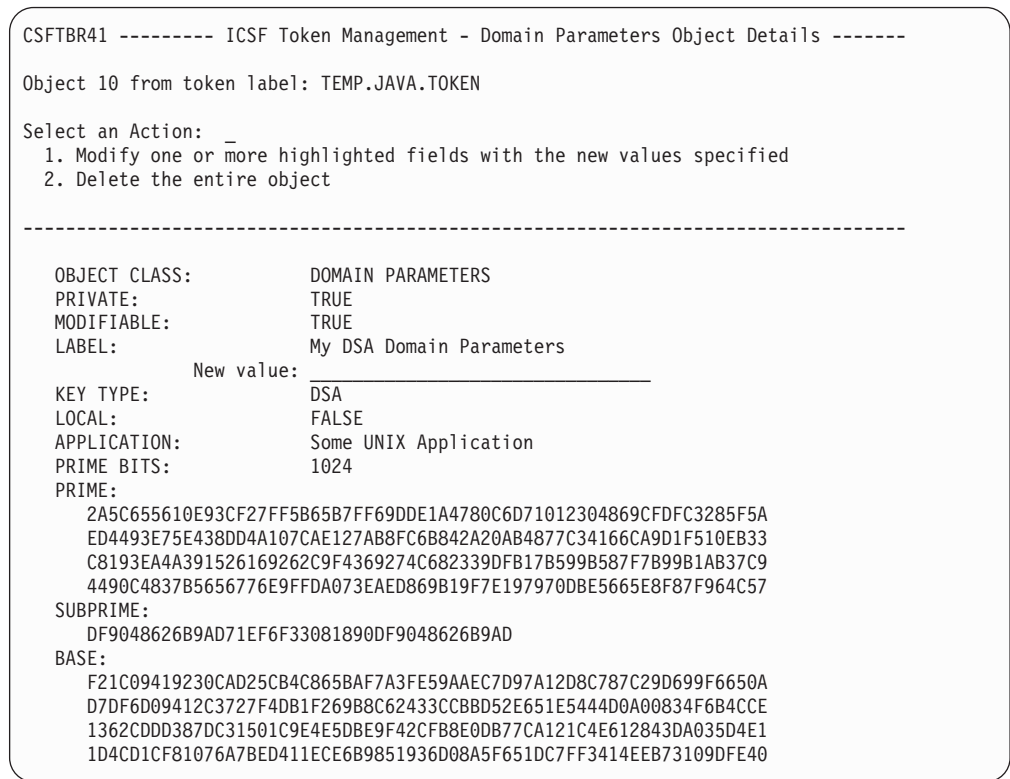 CSFTBR41 --------- ICSF Token Management - Domain Parameters Object Details -------
Object 10 from token label: TEMP.JAVA.TOKEN
Select an Action: _
1. Modify one or more highlighted fields with the new values specified
2. Delete the entire object
-----------------------------------------------------------------------------------
OBJECT CLASS: DOMAIN PARAMETERS
PRIVATE: TRUE
MODIFIABLE: TRUE
LABEL: My DSA Domain Parameters
New value: ________________________________
KEY TYPE: DSA
LOCAL: FALSE
APPLICATION: Some UNIX Application
PRIME BITS: 1024
PRIME:
2A5C655610E93CF27FF5B65B7FF69DDE1A4780C6D71012304869CFDFC3285F5A
ED4493E75E438DD4A107CAE127AB8FC6B842A20AB4877C34166CA9D1F510EB33
C8193EA4A391526169262C9F4369274C682339DFB17B599B587F7B99B1AB37C9
4490C4837B5656776E9FFDA073EAED869B19F7E197970DBE5665E8F87F964C57
SUBPRIME:
DF9048626B9AD71EF6F33081890DF9048626B9AD
BASE:
F21C09419230CAD25CB4C865BAF7A3FE59AAEC7D97A12D8C787C29D699F6650A
D7DF6D09412C3727F4DB1F269B8C62433CCBBD52E651E5444D0A00834F6B4CCE
1362CDDD387DC31501C9E4E5DBE9F42CFB8E0DB77CA121C4E612843DA035D4E1
1D4CD1CF81076A7BED411ECE6B9851936D08A5F651DC7FF3414EEB73109DFE40